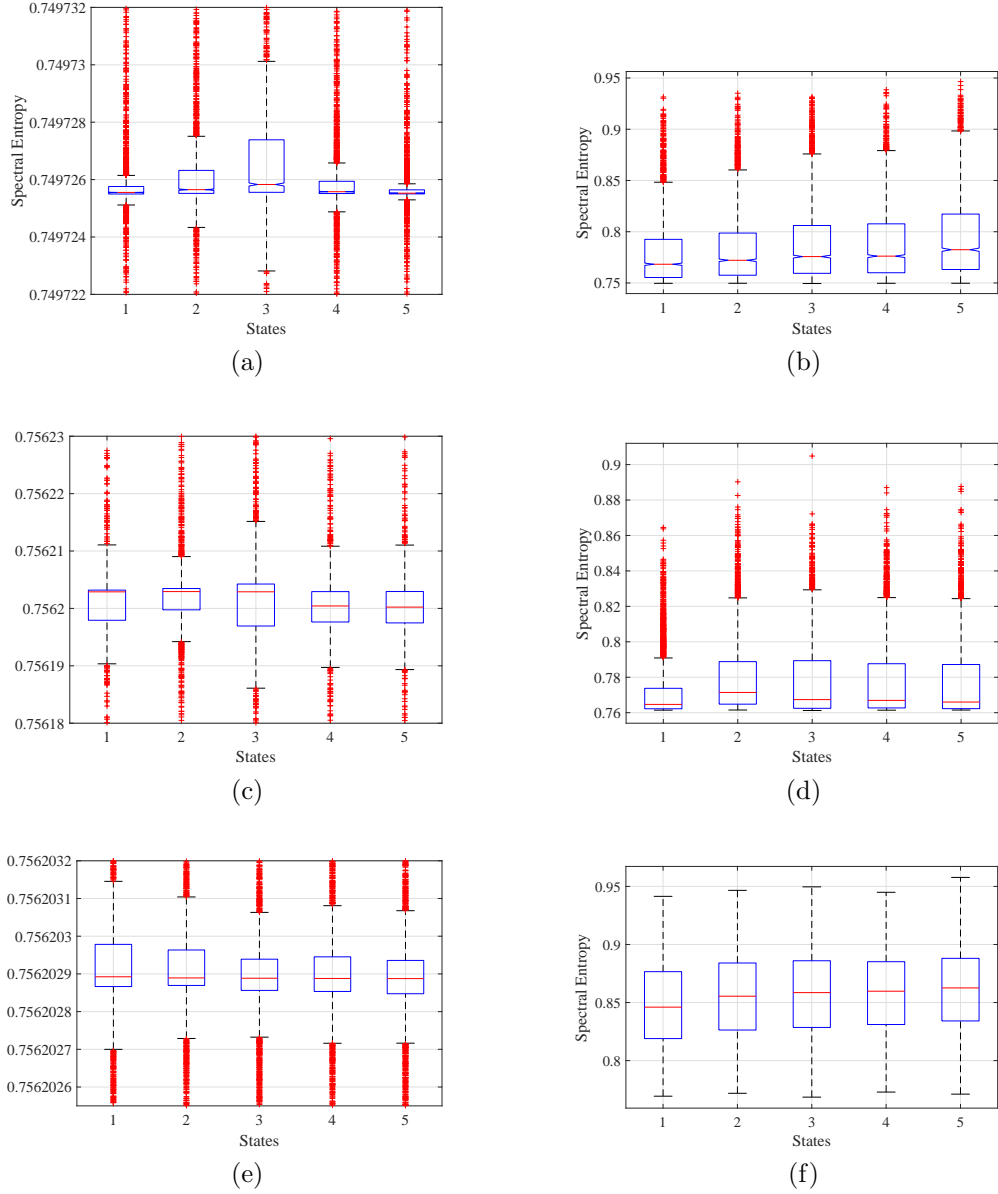 0.749732
0.74973
0.749728
0.749726
0.749724
0.749722
Spectral Entropy
1 2 3 4 5
States
(a)
0.95
0.9
0.85
0.8
0.75
Spectral Entropy
1 2 3 4 5
States
(b)
0.75623
0.75622
0.75621
0.7562
0.75619
0.75618
1 2 3 4 5
States
(c)
0.9
0.88
0.86
0.84
0.82
0.8
0.78
0.76
Spectral Entropy
1 2 3 4 5
States
(d)
0.7562032
0.7562031
0.756203
0.7562029
0.7562028
0.7562027
0.7562026
1 2 3 4 5
States
(e)
0.95
0.9
0.85
0.8
Spectral Entropy
1 2 3 4 5
States
(f)